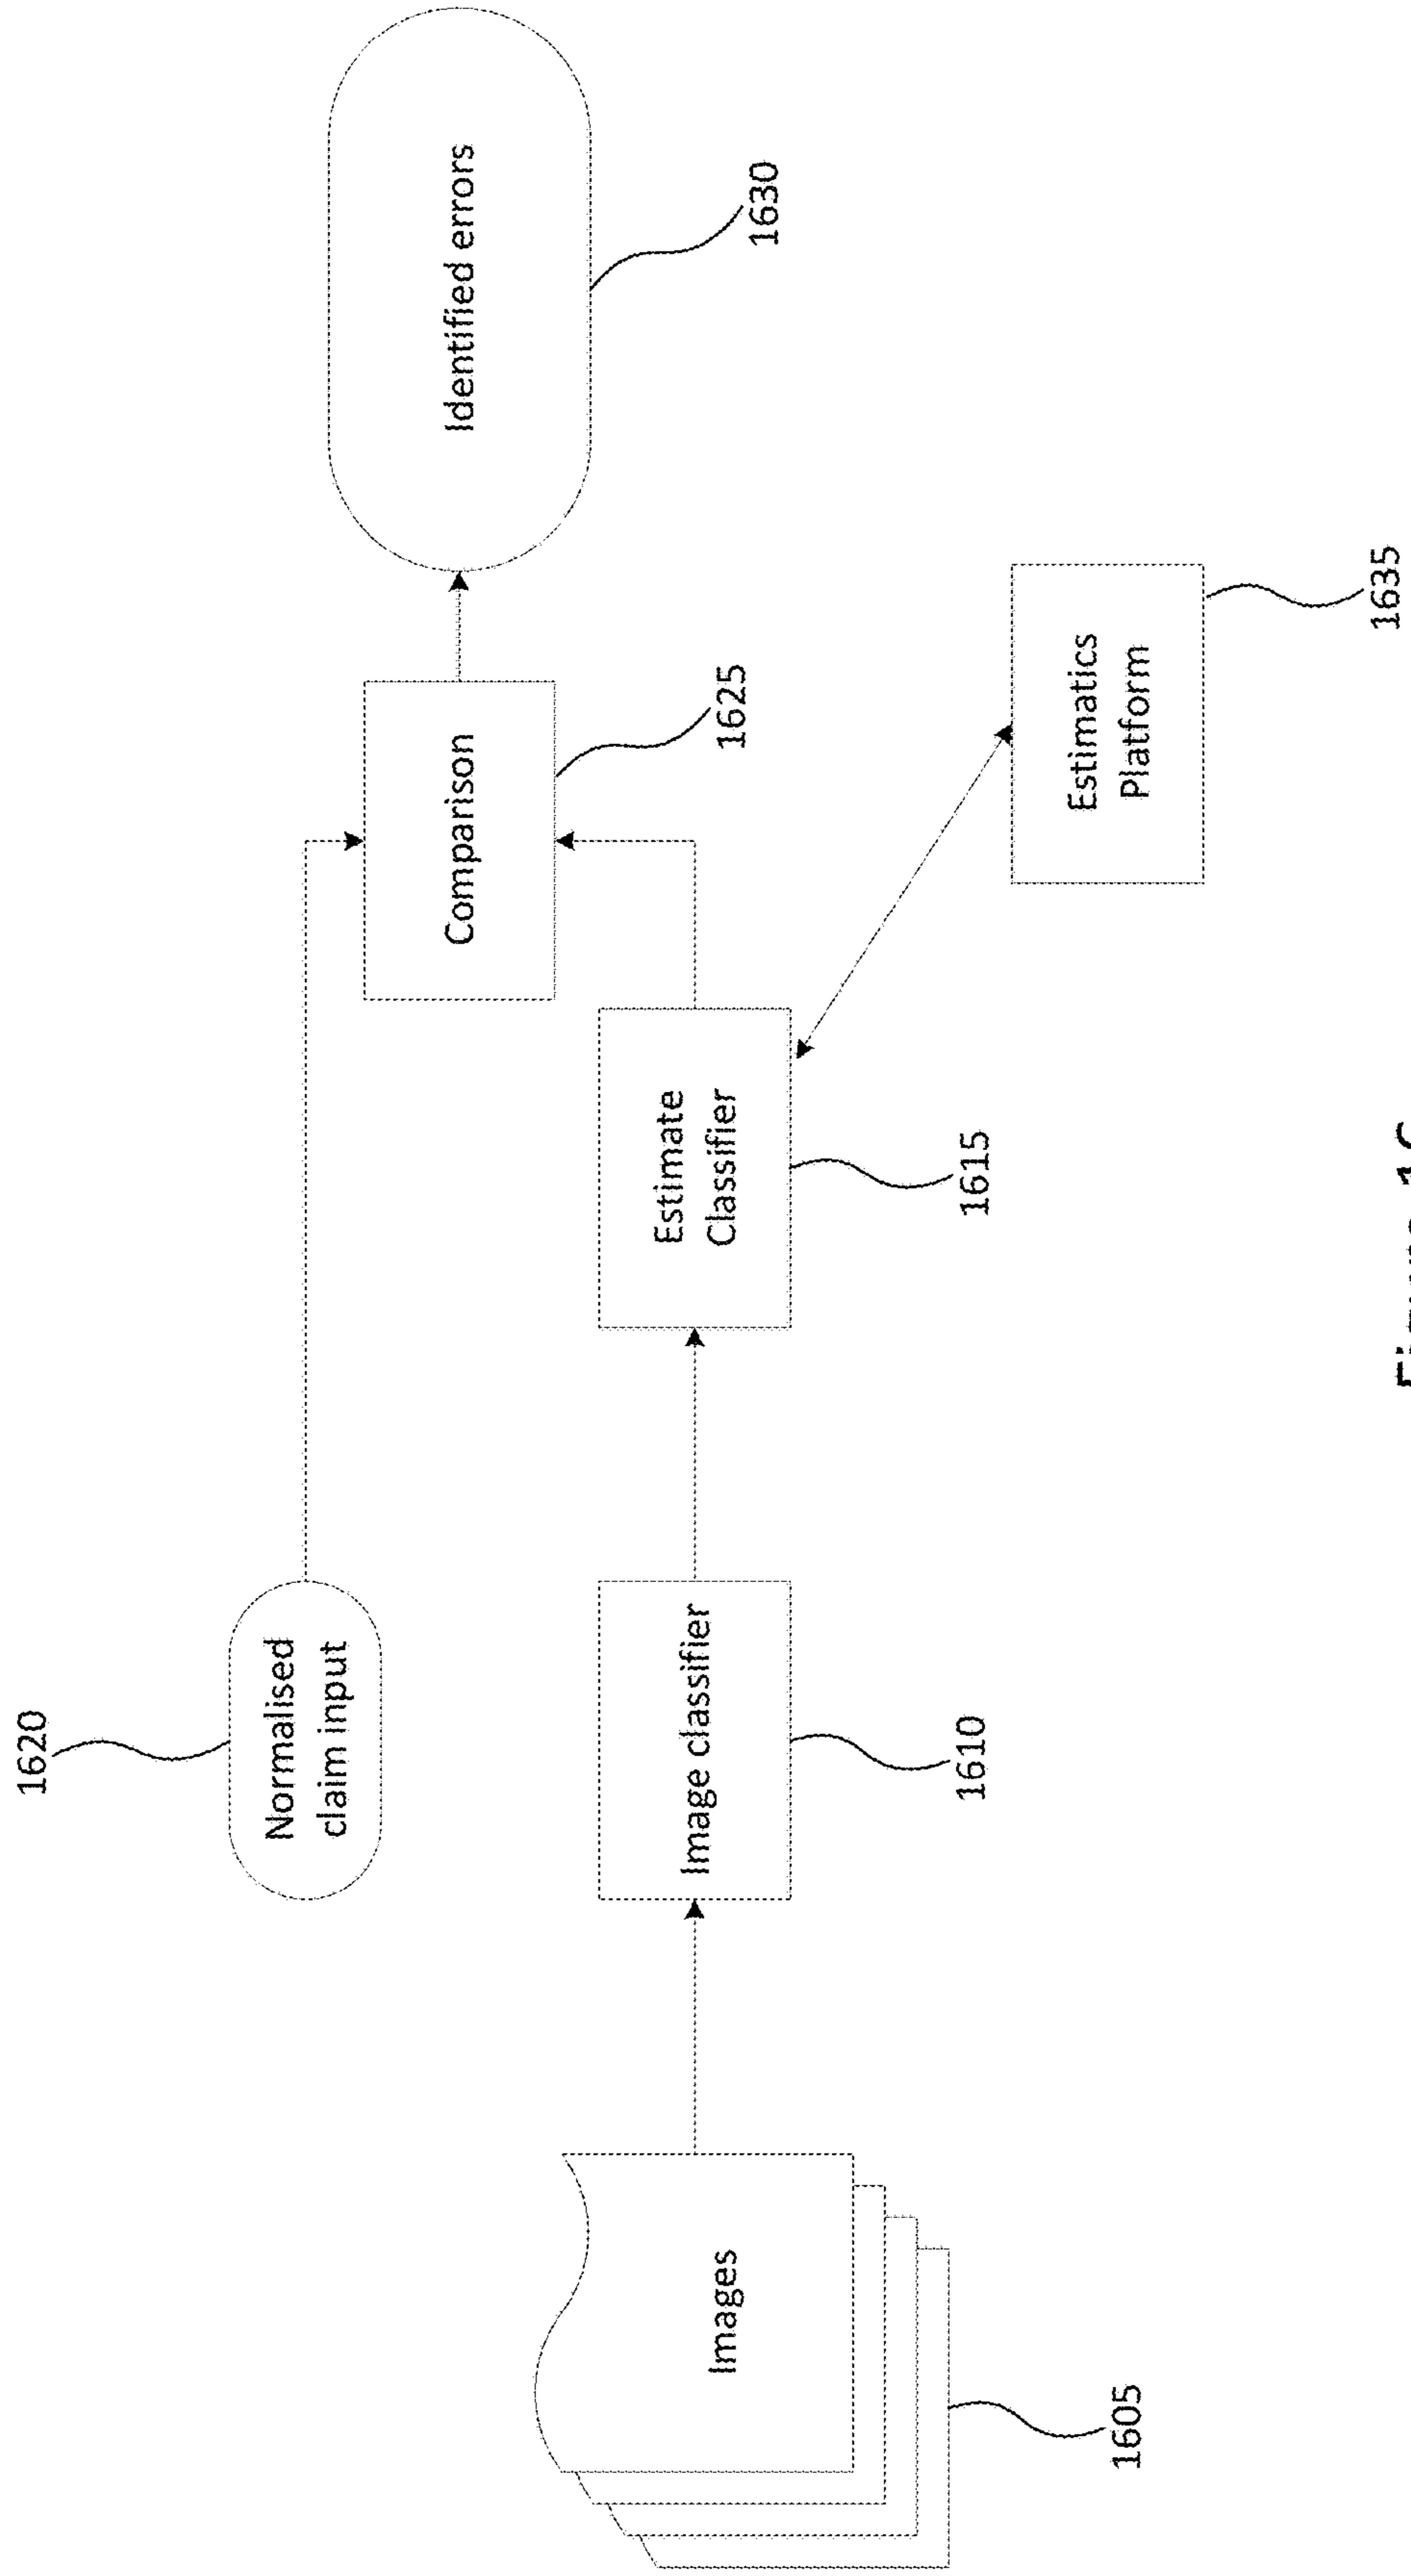 1620
Normalised
claim input
Images
1605
Image classifier
1610
Estimate
Classifier
1615
Comparison
1625
Identified errors
1630
Estimatics
Platform
1635